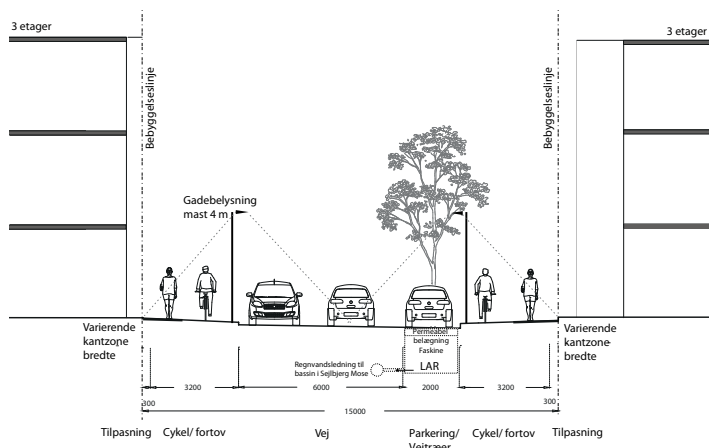 3 etager
3 etager
Bebyggelseslinje
Bebyggelseslinje
Gadebelysning
mast 4 m
Varierende
kantzone
bredte
Varierende
kantzone
bredte
Permeabel
belægning
Faskine
LAR
Regnvandsledning til
bassin i Sejlbjerg Mose
3200
6000
2000
3200
300
300
15000
Tilpasning
Cykel/ fortov
Vej
Parkering/
Vejtræer
Cykel/ fortov
Tilpasning